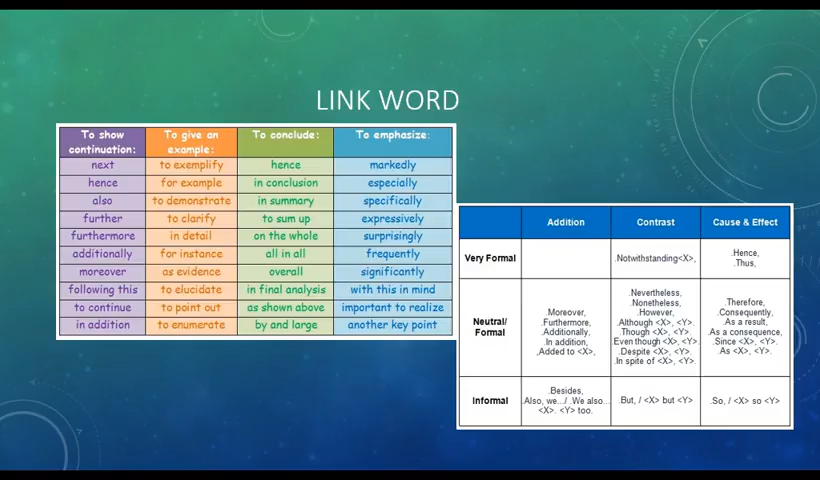 LINK WORD
To show continuation: To give an example: To conclude: To emphasize:
next to exemplify hence markedly
hence for example in conclusion especially
also to demonstrate in summary specifically
further to clarify to sum up expressively
furthermore in detail on the whole surprisingly
additionally for instance all in all frequently
moreover as evidence overall significantly
following this to elucidate in final analysis with this in mind
to continue to point out as shown above important to realize
in addition to enumerate by and large another key point
Addition Contrast Cause & Effect
Very Formal
.Notwithstanding<X>,
.Hence,
.Thus,
Neutral/
Formal
.Moreover,
.Furthermore,
.Additionally,
.In addition,
,Added to <X>,
.Nevertheless,
.Nonetheless,
.However,
.Although <X>, <Y>.
.Though <X>, <Y>.
.Even though <X>, <Y>.
.Despite <X>, <Y>.
.In spite of <X>, <Y>.
.Therefore,
.Consequently,
.As a result,
.As a consequence,
.Since <X>, <Y>.
.As <X>, <Y>.
Informal
.Besides,
.Also, we.../ .We also...
<X>. <Y> too.
.But, / <X> but <Y>
.So, / <X> so <Y>